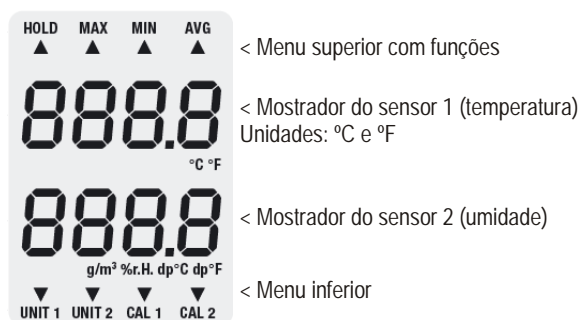 HOLD MAX MIN AVG
▲ ▲ ▲ ▲
< Menu superior com funções
888.8
< Mostrador do sensor 1 (temperatura)
Unidades: ºC e ºF
°C °F
888.8
< Mostrador do sensor 2 (umidade)
g/m³ %r.H. dp°C dp°F
▼ ▼ ▼ ▼
< Menu inferior
UNIT 1 UNIT 2 CAL 1 CAL 2